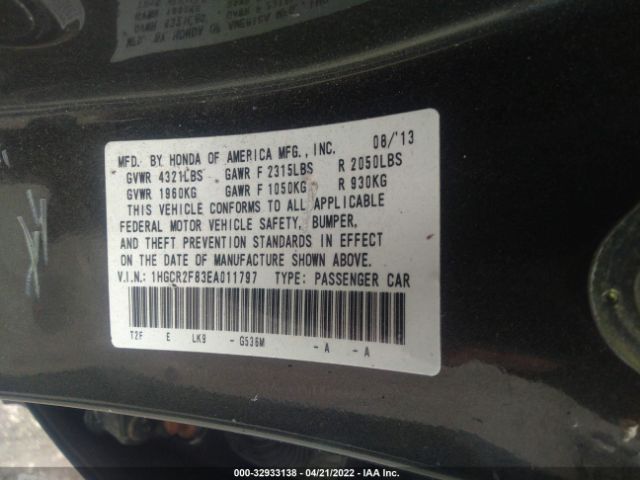 MFD. BY HONDA OF AMERICA MFG., INC. 08/'13
GVWR 4321LBS GAWR F 2315LBS R 2050LBS
GVWR 1960KG GAWR F 1050KG R 930KG
THIS VEHICLE CONFORMS TO ALL APPLICABLE
FEDERAL MOTOR VEHICLE SAFETY, BUMPER,
AND THEFT PREVENTION STANDARDS IN EFFECT
ON THE DATE OF MANUFACTURE SHOWN ABOVE.
V.I.N.: 1HGCR2F83EA011797 TYPE: PASSENGER CAR
T2F E LK9 - G536M - A - A
000-32933138 - 04/21/2022 - IAA Inc.